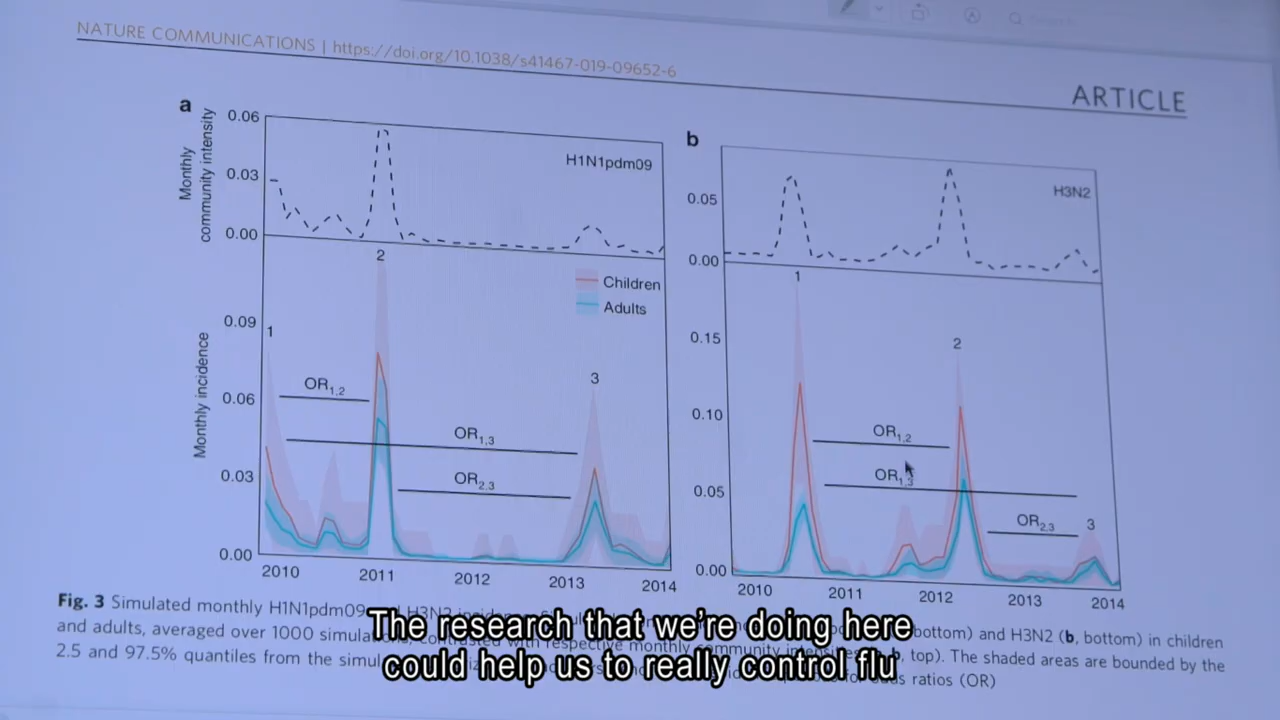 NATURE COMMUNICATIONS | https://doi.org/10.1038/s41467-019-09652-6
ARTICLE
a
Monthly
community intensity
0.06
0.03
0.00
H1N1pdm09
Monthly incidence
0.09
0.06
0.03
0.00
1
2
3
Children
Adults
OR1,2
OR1,3
OR2,3
2010
2011
2012
2013
2014
b
0.05
0.00
H3N2
0.15
0.10
0.05
0.00
1
2
3
OR1,2
OR1,3
OR2,3
2010
2011
2012
2013
2014
Fig. 3 Simulated monthly H1N1pdm09 bottom) and H3N2 (b, bottom) in children
and adults, averaged over 1000 contrasted with respective monthly community top). The shaded areas are bounded by the
2.5 and 97.5% quantiles from the ratios (OR)
The research that we're doing here
could help us to really control flu